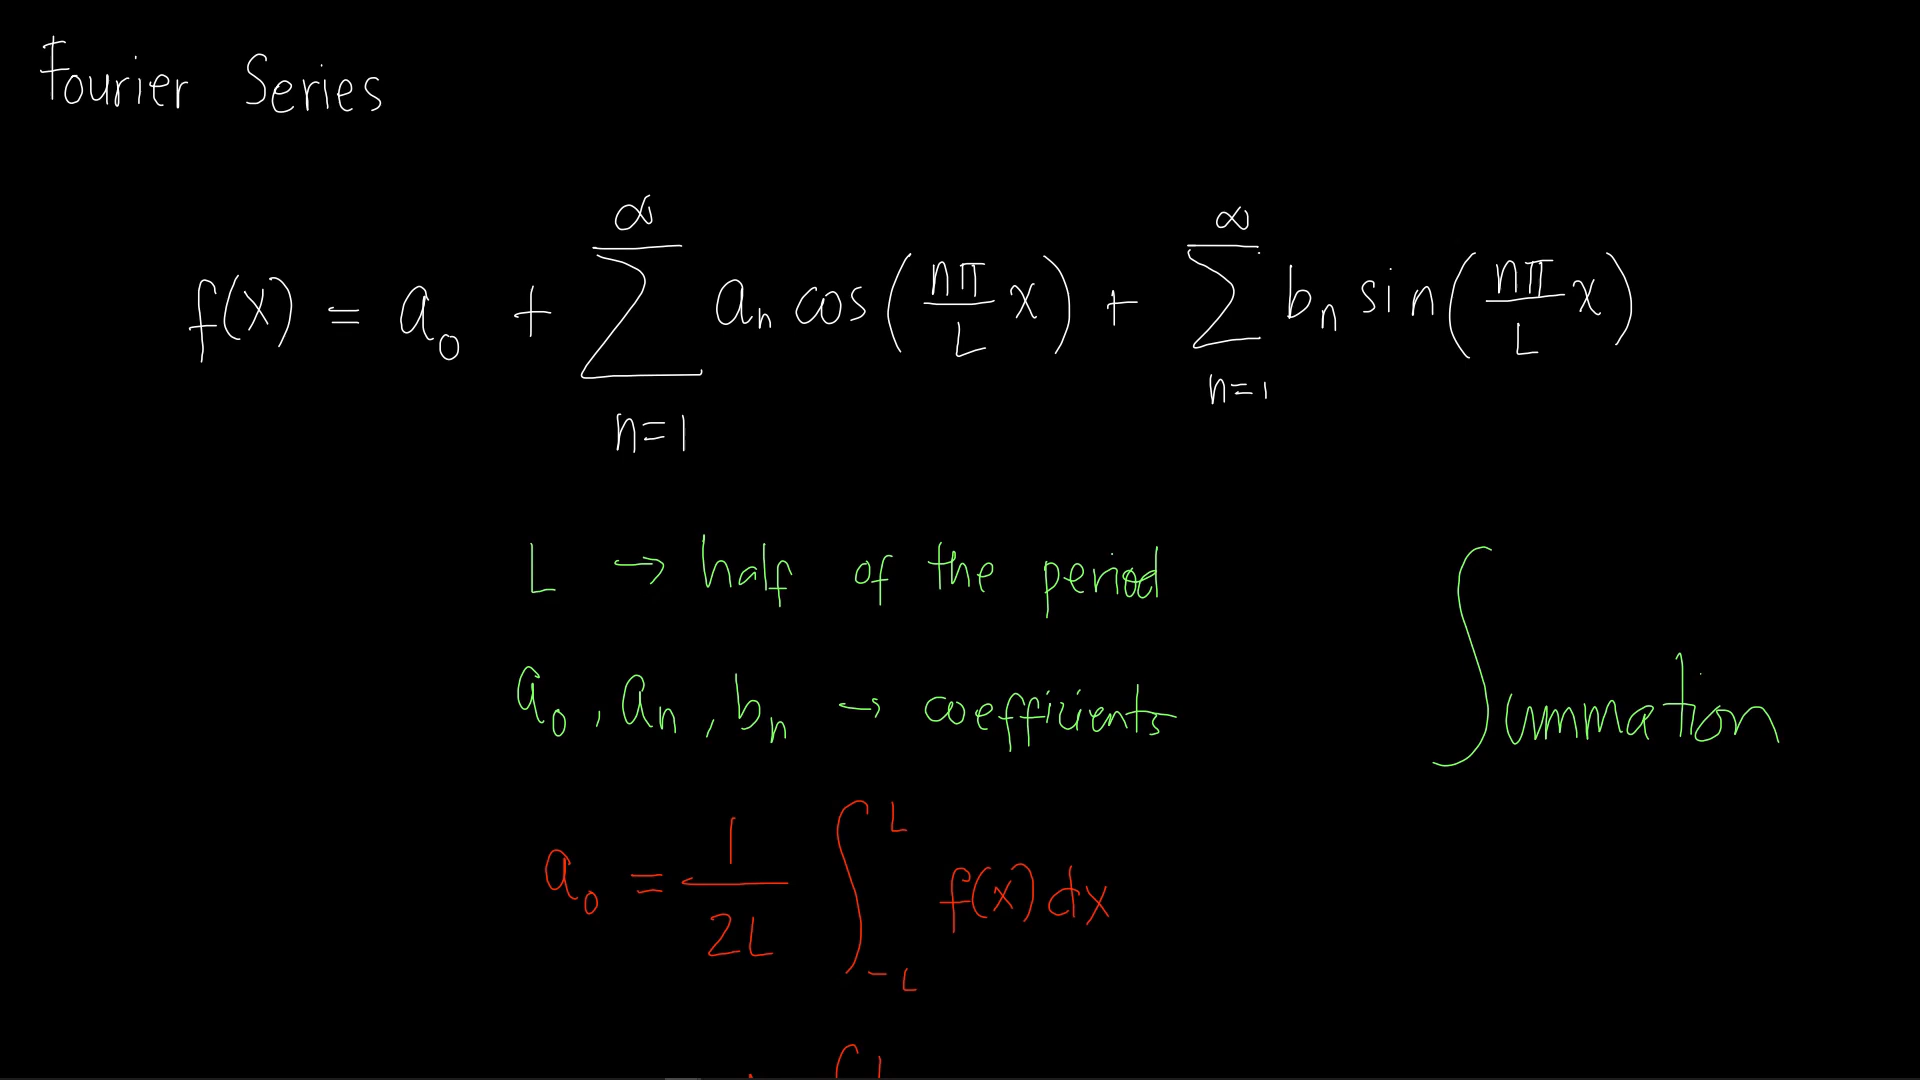 Fourier Series
f(x) = a₀ + ∑_{n=1}^{∞} aₙ cos(nπ/L x) + ∑_{n=1}^{∞} bₙ sin(nπ/L x)
L → half of the period
a₀, aₙ, bₙ → coefficients
∫ummation
a₀ = 1/2L ∫_{-L}^{L} f(x) dx